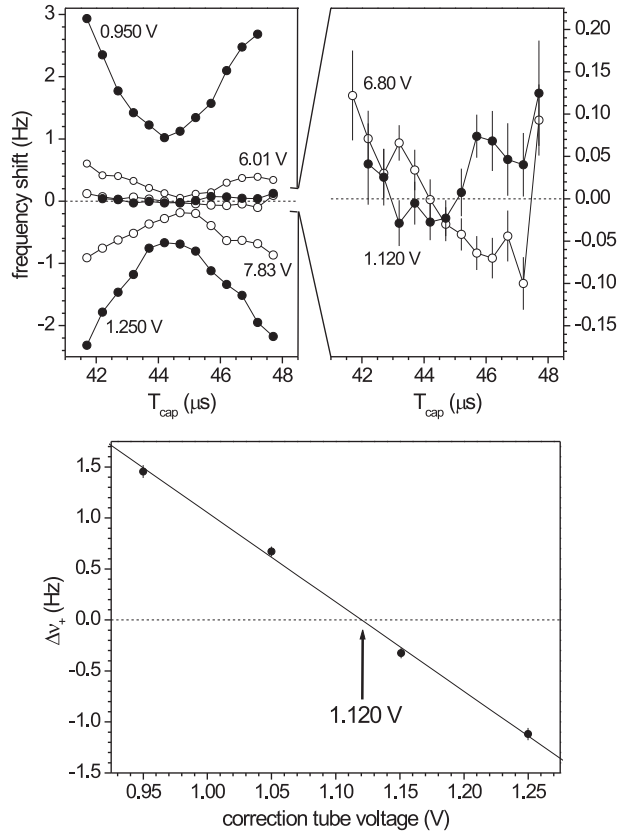 3
2
1
0
-1
-2
frequency shift (Hz)
0.950 V
6.01 V
7.83 V
1.250 V
42 44 46 48
T_cap (μs)
6.80 V
1.120 V
42 44 46 48
T_cap (μs)
0.20
0.15
0.10
0.05
0.00
-0.05
-0.10
-0.15
1.5
1.0
0.5
0.0
-0.5
-1.0
-1.5
Δν₊ (Hz)
1.120 V
0.95 1.00 1.05 1.10 1.15 1.20 1.25
correction tube voltage (V)